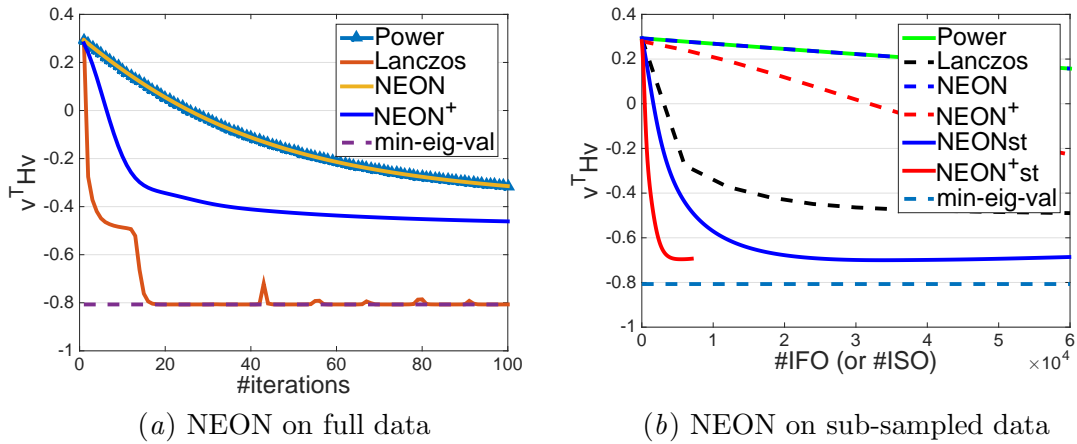 0.4
0.2
0
-0.2
-0.4
-0.6
-0.8
-1
v^T Hv
20
40
60
80
100
#iterations
Power
Lanczos
NEON
NEON^+
min-eig-val
(a) NEON on full data
0.4
0.2
0
-0.2
-0.4
-0.6
-0.8
-1
v^T Hv
0
1
2
3
4
5
6
×10^4
#IFO (or #ISO)
Power
Lanczos
NEON
NEON^+
NEONst
NEON^+st
min-eig-val
(b) NEON on sub-sampled data